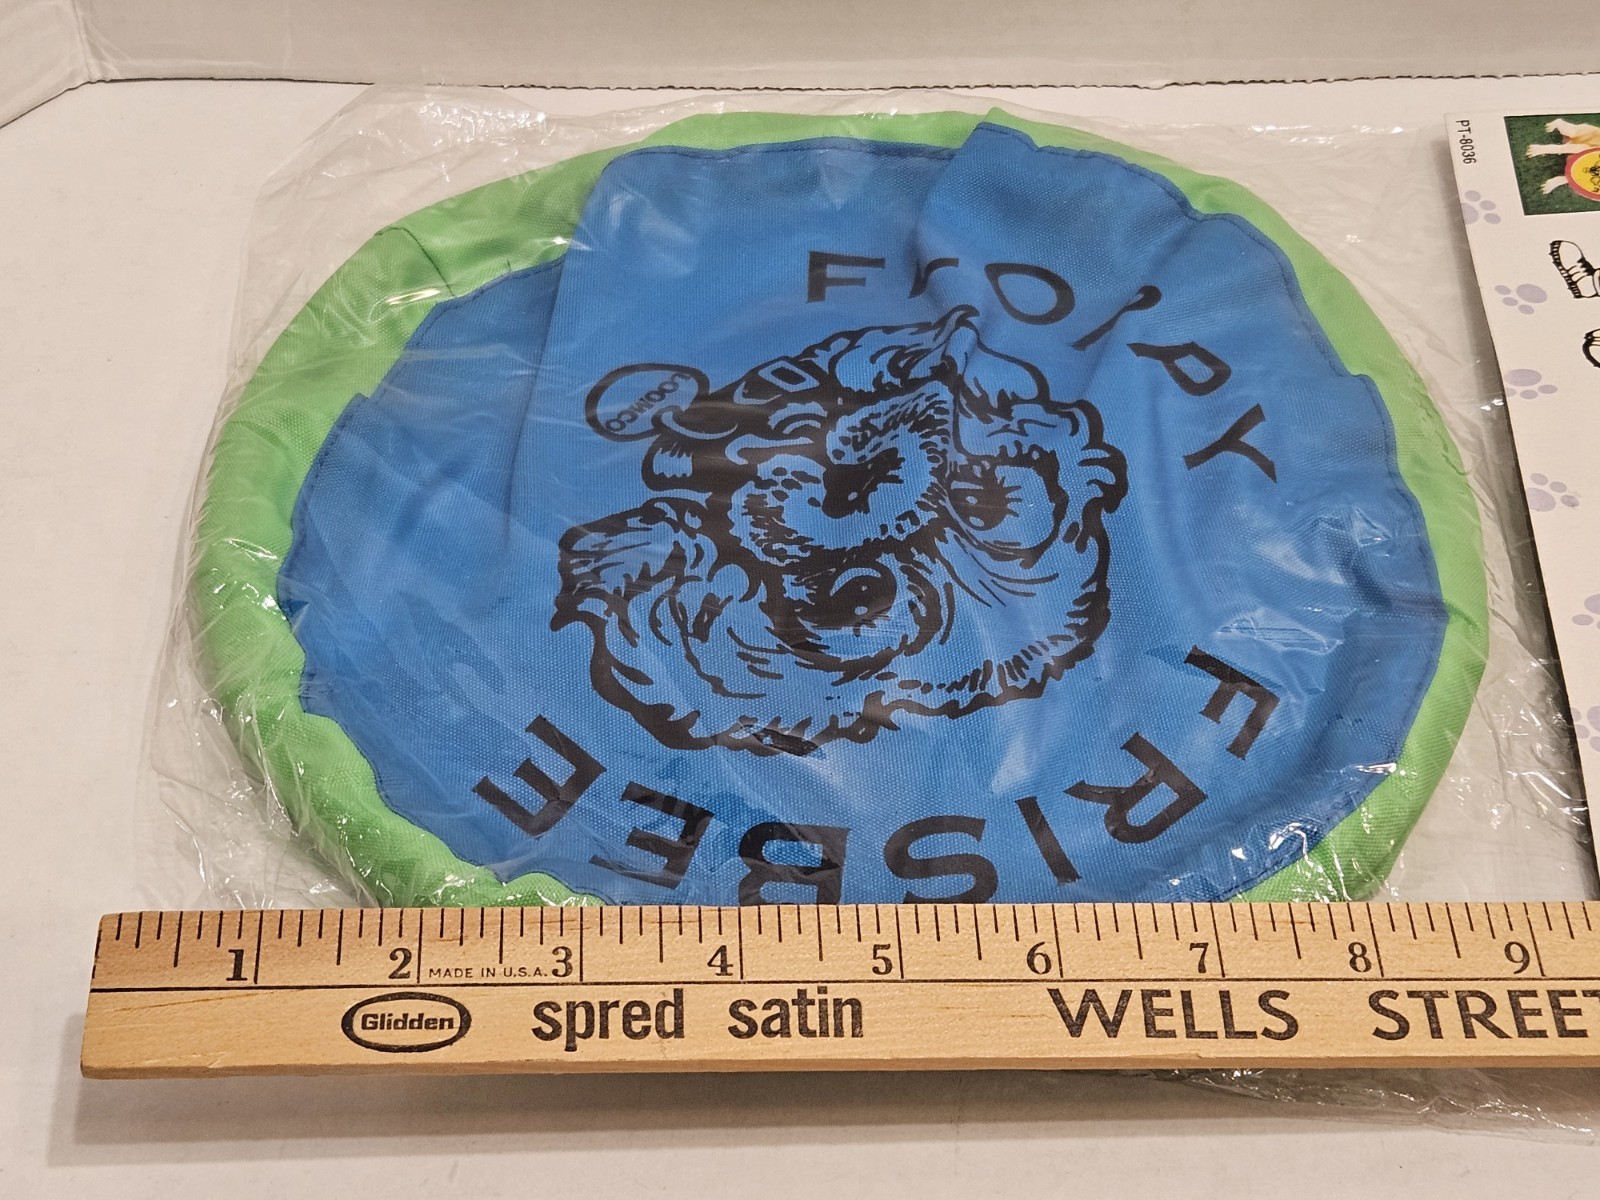 FLOPPY
FRISBEE
PT-8036
1 2 3 4 5 6 7 8 9
MADE IN U.S.A.
Glidden spred satin WELLS STREET